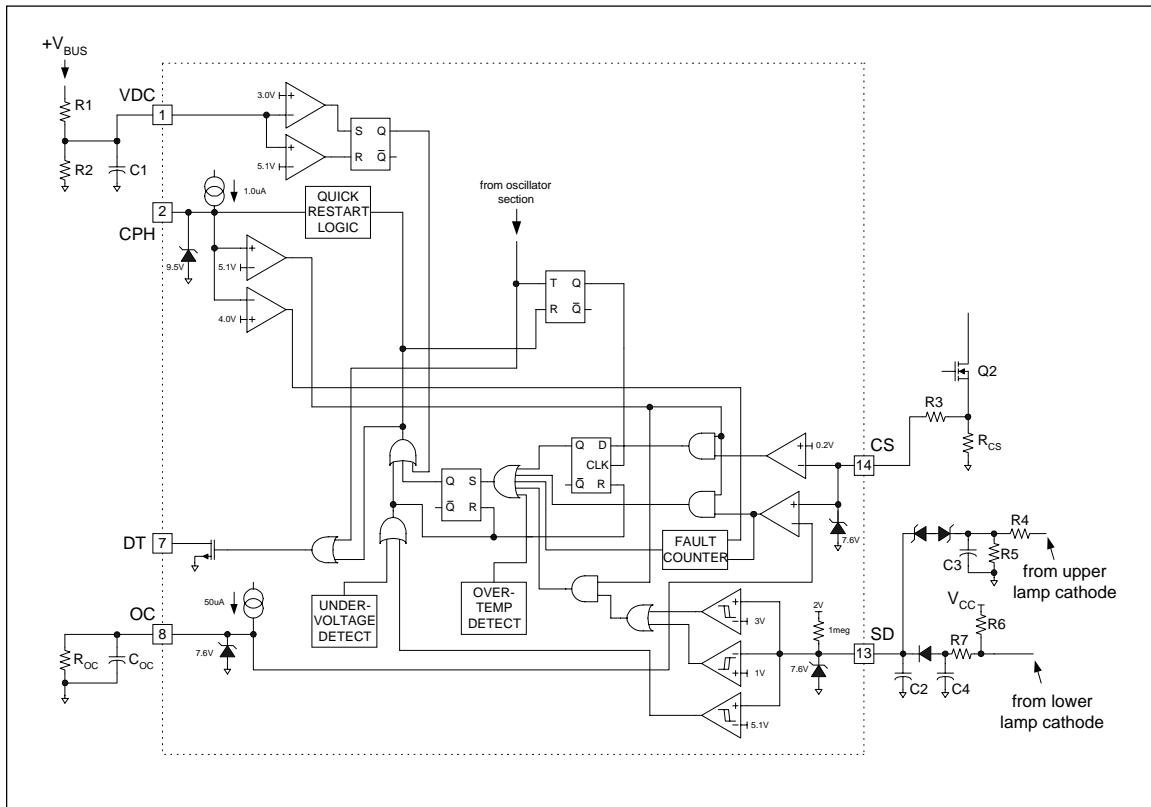 +VBUS
R1
VDC
1
R2
C1
3.0V
S Q
R Q
5.1V
2
CPH
1.0uA
QUICK
RESTART
LOGIC
9.5V
5.1V
4.0V
from oscillator
section
T Q
R Q
Q2
R3
RCS
CS
14
0.2V
7.6V
Q D
CLK
Q R
Q S
Q R
FAULT
COUNTER
DT
7
UNDER-
VOLTAGE
DETECT
OVER-
TEMP
DETECT
OC
8
50uA
7.6V
ROC
COC
3V
1V
5.1V
2V
1meg
7.6V
SD
13
R4
C3
R5
from upper
lamp cathode
VCC
R6
R7
C2
C4
from lower
lamp cathode